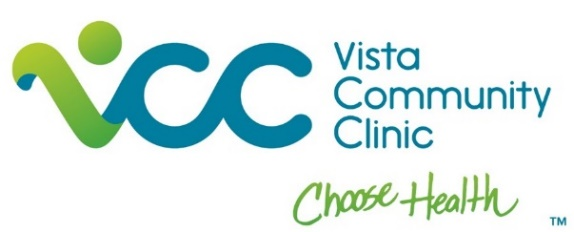 VCC
Vista
Community
Clinic
Choose Health
TM